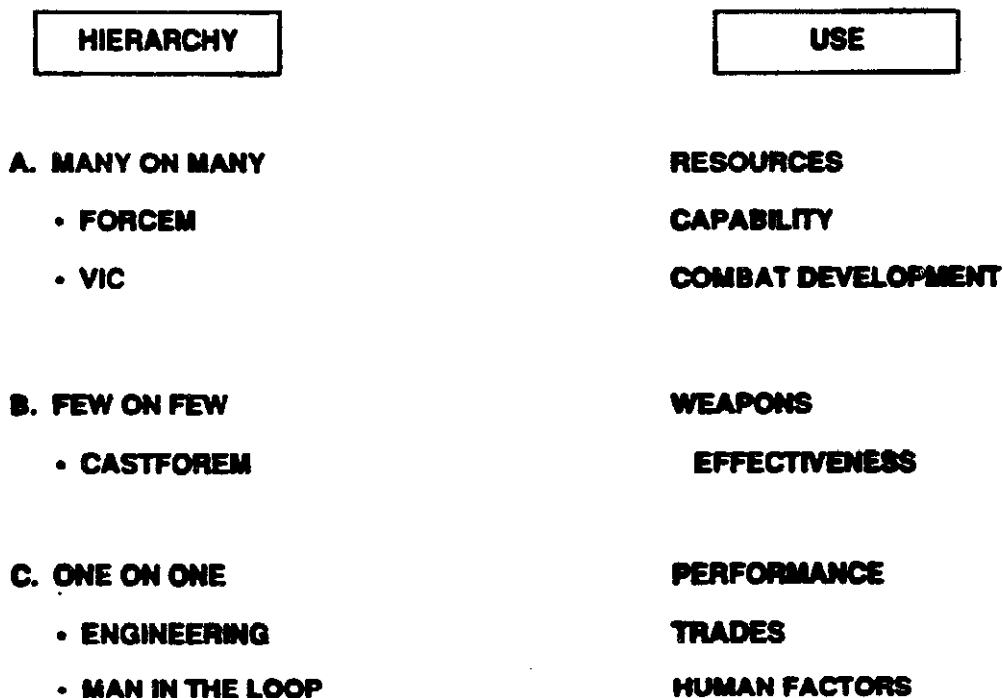 HIERARCHY USE
A. MANY ON MANY RESOURCES
• FORCEM CAPABILITY
• VIC COMBAT DEVELOPMENT
B. FEW ON FEW WEAPONS
• CASTFOREM EFFECTIVENESS
C. ONE ON ONE PERFORMANCE
• ENGINEERING TRADES
• MAN IN THE LOOP HUMAN FACTORS